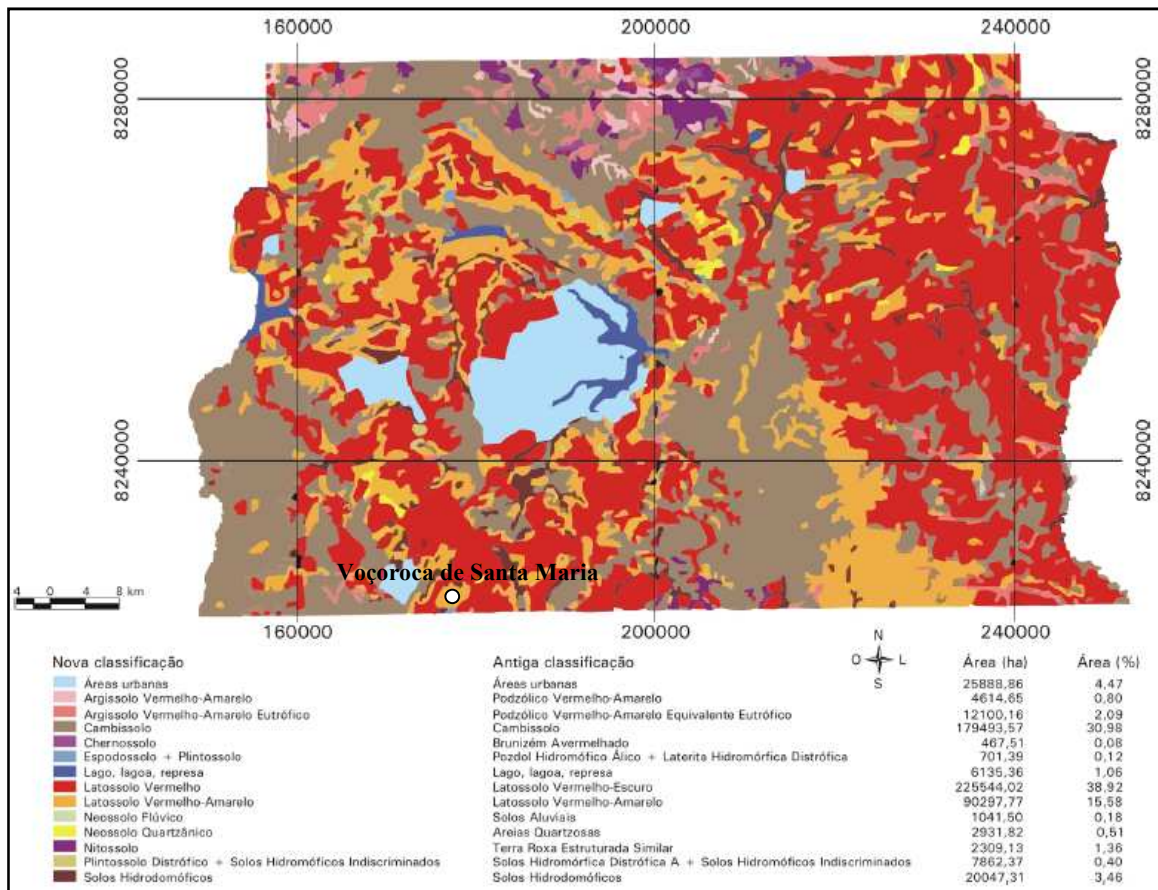 160000 200000 240000
8280000 8280000
8240000 8240000
Voçoroca de Santa Maria
4 0 4 8 km
160000 200000 240000
N
O L
S
Nova classificação Antiga classificação Área (ha) Área (%)
Áreas urbanas Áreas urbanas 25888,86 4,47
Argissolo Vermelho-Amarelo Podzólico Vermelho-Amarelo 4614,65 0,80
Argissolo Vermelho-Amarelo Eutrófico Podzólico Vermelho-Amarelo Equivalente Eutrófico 12100,16 2,09
Cambissolo Cambissolo 179493,57 30,98
Chernossolo Brunizém Avermelhado 467,51 0,08
Espodossolo + Plintossolo Pozdol Hidromófico Álico + Laterita Hidromórfica Distrófica 701,39 0,12
Lago, lagoa, represa Lago, lagoa, represa 6135,36 1,06
Latossolo Vermelho Latossolo Vermelho-Escuro 225544,02 38,92
Latossolo Vermelho-Amarelo Latossolo Vermelho-Amarelo 90297,77 15,58
Neossolo Flúvico Solos Aluviais 1041,50 0,18
Neossolo Quartzânico Areias Quartzosas 2931,82 0,51
Nitossolo Terra Roxa Estruturada Similar 2309,13 1,36
Plintossolo Distrófico + Solos Hidromóficos Indiscriminados Solos Hidromórfica Distrófica A + Solos Hidromóficos Indiscriminados 7862,37 0,40
Solos Hidrodomóficos Solos Hidrodomóficos 20047,31 3,46